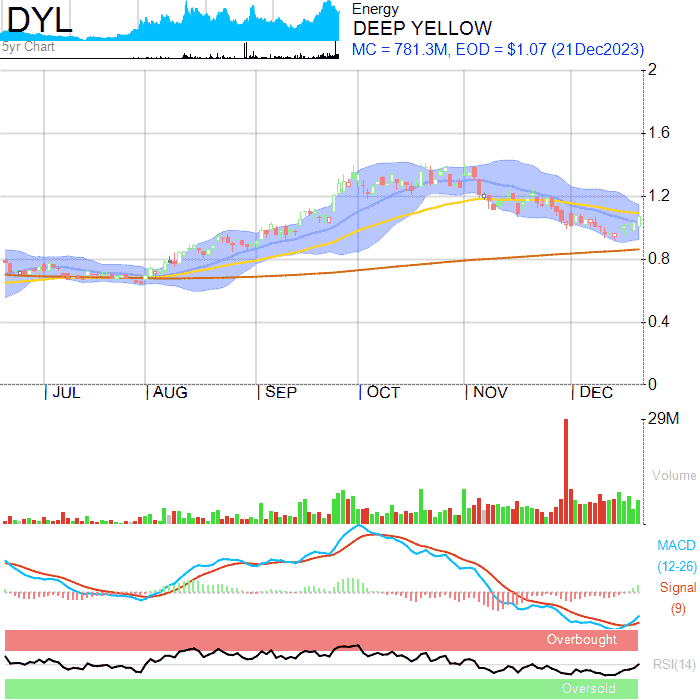 DYL
5yr Chart
Energy
DEEP YELLOW
MC = 781.3M, EOD = $1.07 (21Dec2023)
2
1.6
1.2
0.8
0.4
0
JUL AUG SEP OCT NOV DEC
29M
Volume
MACD
(12-26)
Signal
(9)
Overbought
RSI(14)
Oversold